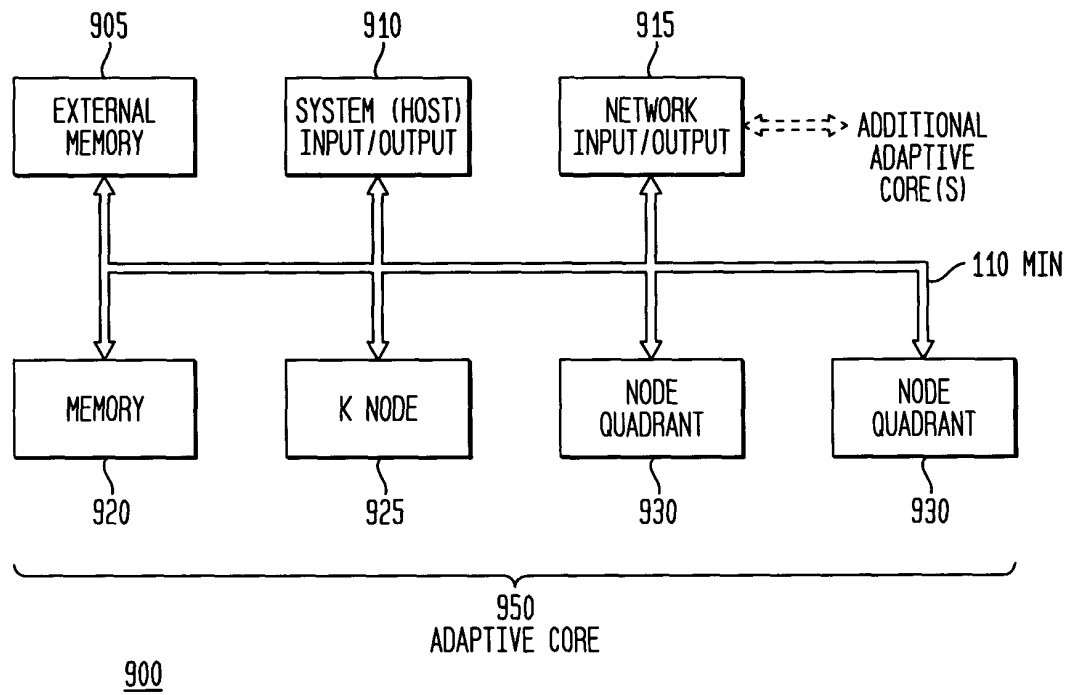 905
910
915
EXTERNAL
MEMORY
SYSTEM (HOST)
INPUT/OUTPUT
NETWORK
INPUT/OUTPUT
ADDITIONAL
ADAPTIVE
CORE(S)
110 MIN
MEMORY
K NODE
NODE
QUADRANT
NODE
QUADRANT
920
925
930
930
950
ADAPTIVE CORE
900